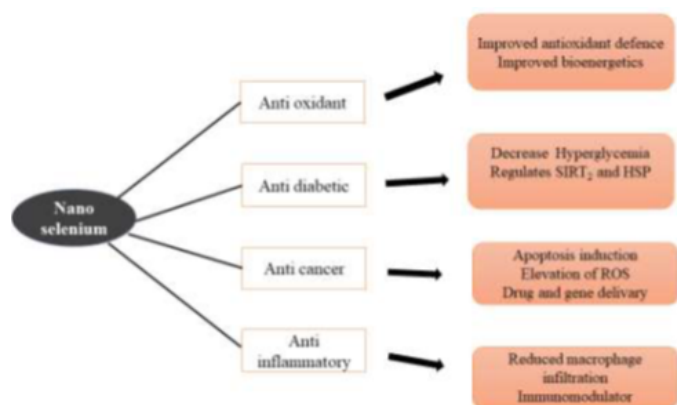 Nano
selenium
Anti oxidant
Improved antioxidant defence
Improved bioenergetics
Anti diabetic
Decrease Hyperglycemia
Regulates SIRT₂ and HSP
Anti cancer
Apoptosis induction
Elevation of ROS
Drug and gene delivary
Anti
inflammatory
Reduced macrophage
infiltration
Immunomodulator